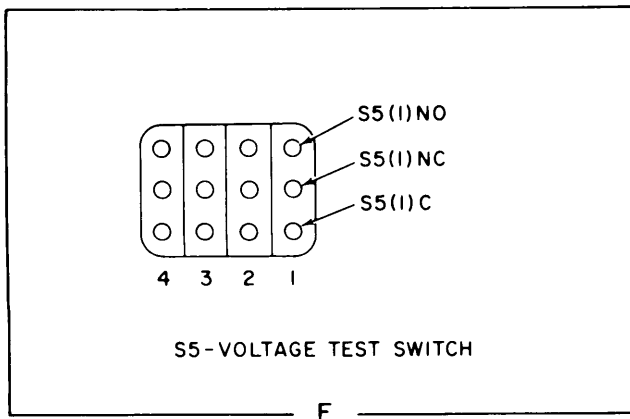 S5(1)NO
S5(1)NC
S5(1)C
4 3 2 1
S5-VOLTAGE TEST SWITCH
F